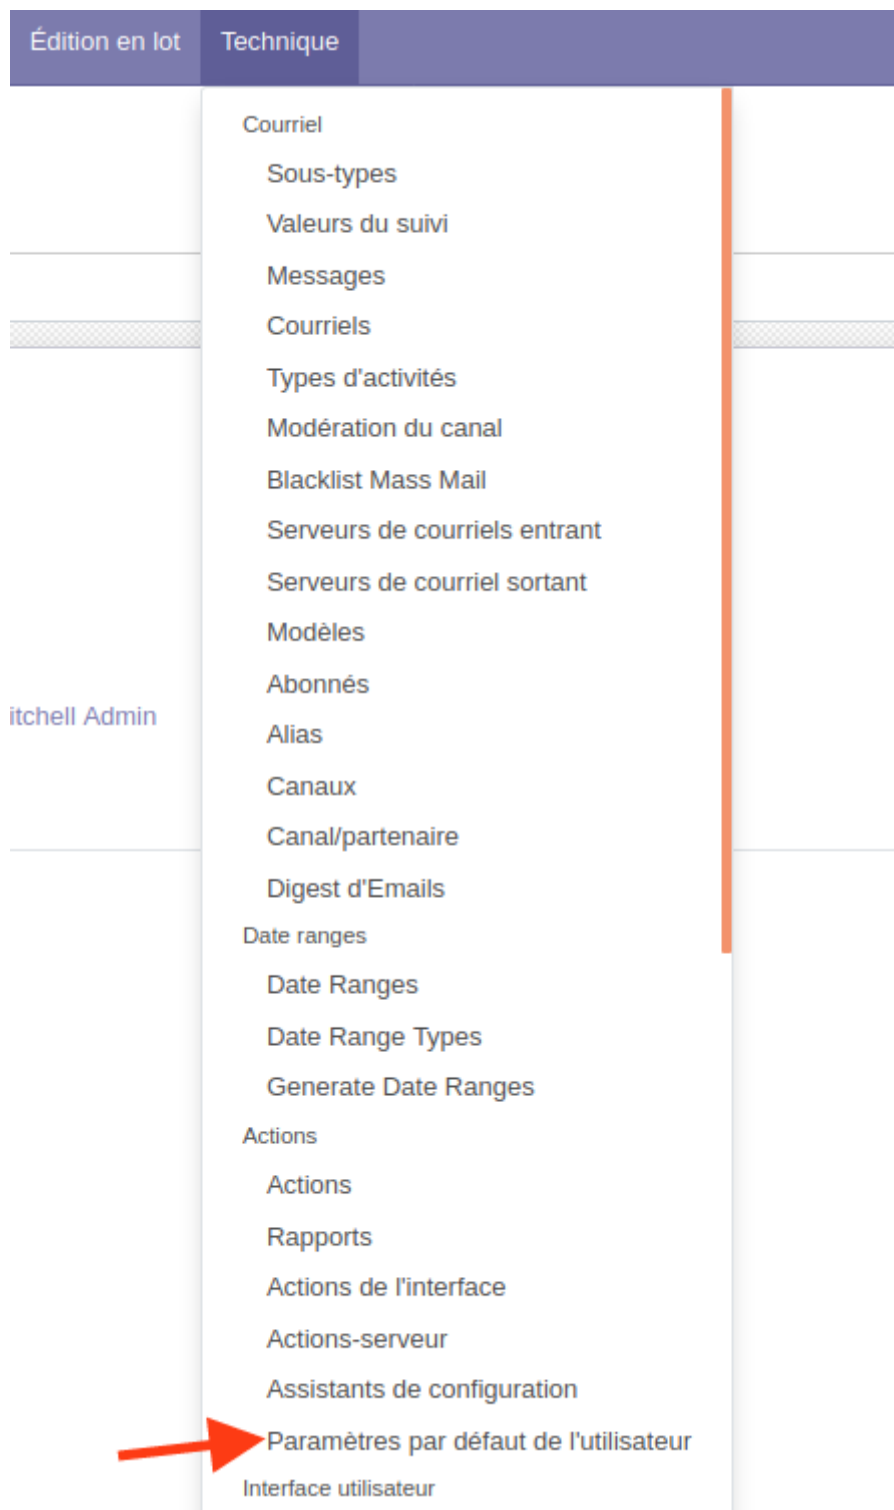 Édition en lot Technique
Courriel
Sous-types
Valeurs du suivi
Messages
Courriels
Types d'activités
Modération du canal
Blacklist Mass Mail
Serveurs de courriels entrant
Serveurs de courriel sortant
Modèles
Abonnés
itchell Admin
Alias
Canaux
Canal/partenaire
Digest d'Emails
Date ranges
Date Ranges
Date Range Types
Generate Date Ranges
Actions
Actions
Rapports
Actions de l'interface
Actions-serveur
Assistants de configuration
Paramètres par défaut de l'utilisateur
Interface utilisateur